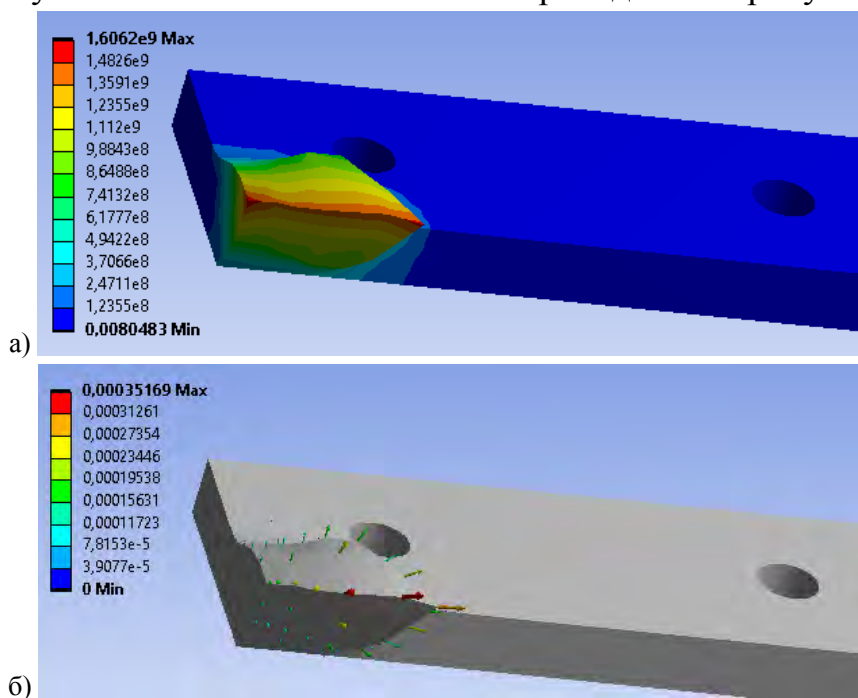 1,6062e9 Max
1,4826e9
1,3591e9
1,2355e9
1,112e9
9,8843e8
8,6488e8
7,4132e8
6,1777e8
4,9422e8
3,7066e8
2,4711e8
1,2355e8
0,0080483 Min
а)
0,00035169 Max
0,00031261
0,00027354
0,00023446
0,00019538
0,00015631
0,00011723
7,8153e-5
3,9077e-5
0 Min
б)